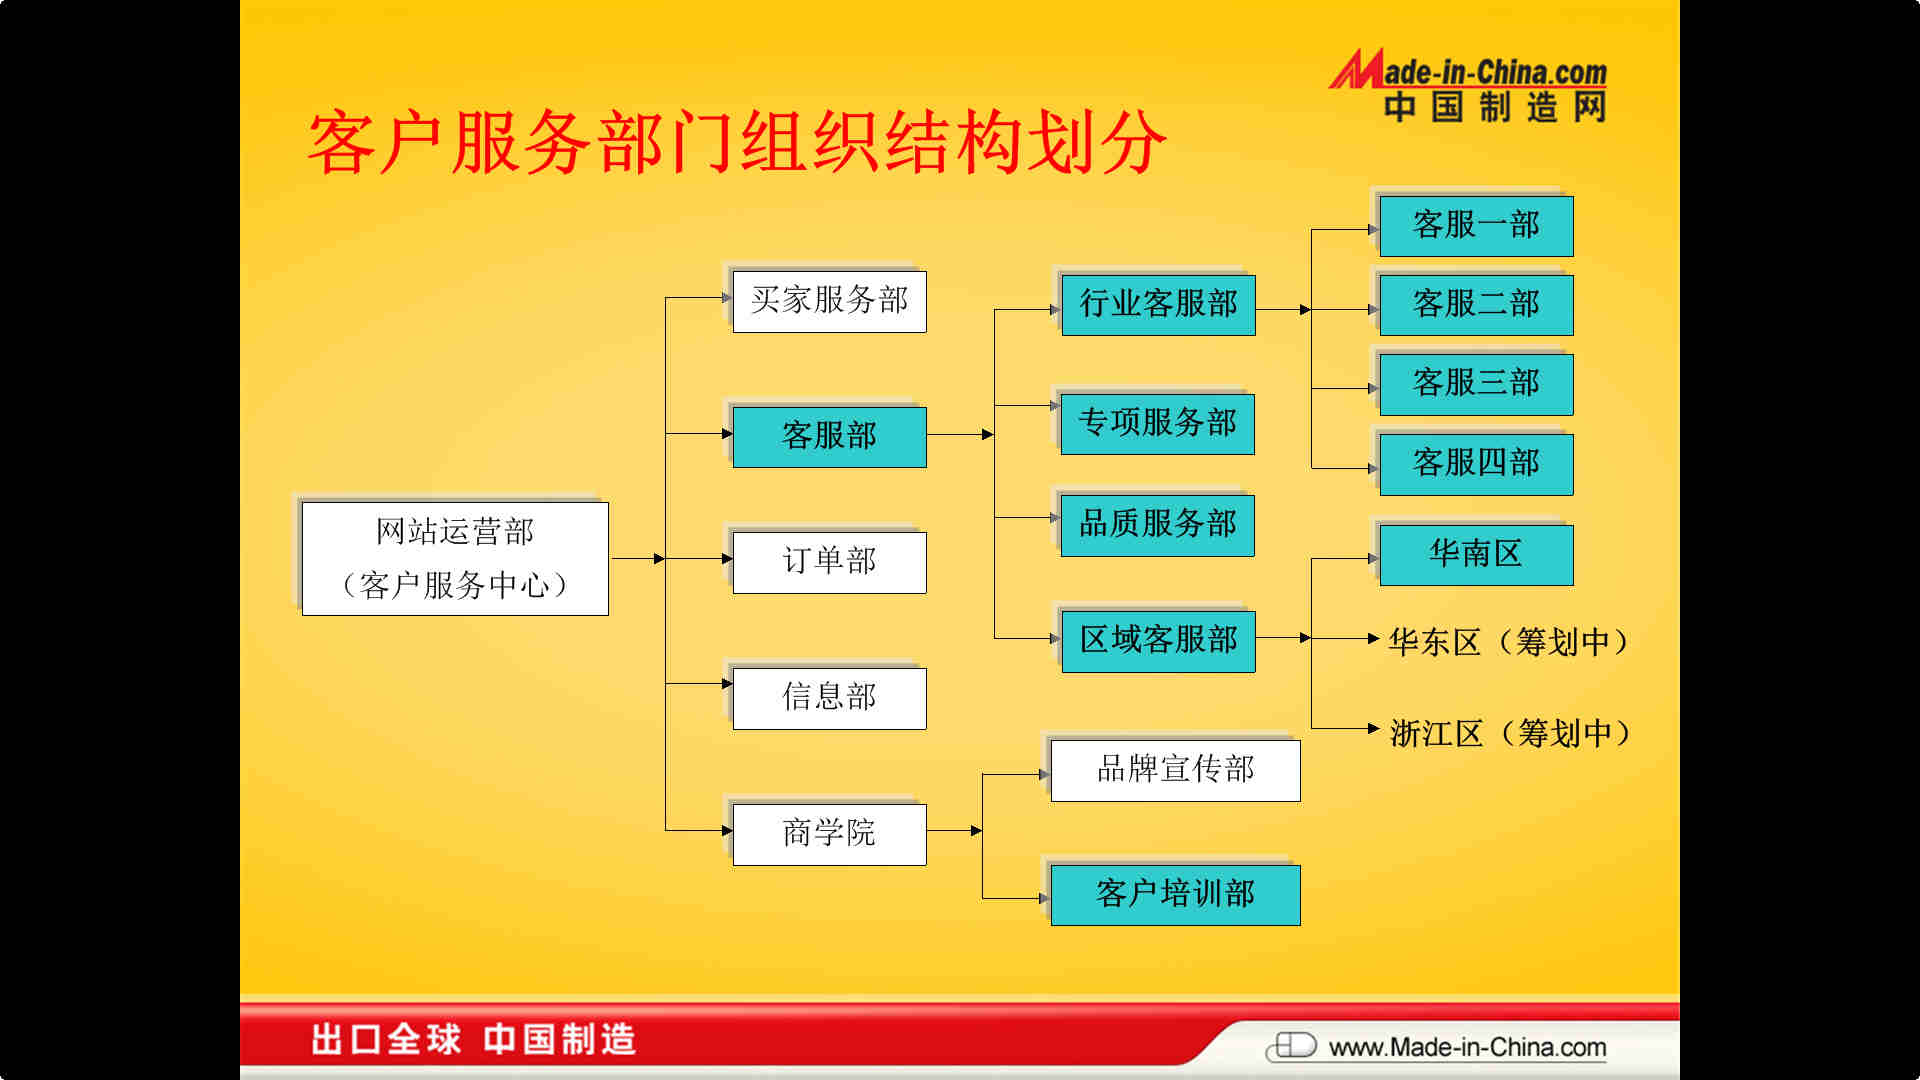 Made-in-China.com
中国制造网
客户服务部门组织结构划分
网站运营部
（客户服务中心）
买家服务部
客服部
订单部
信息部
商学院
行业客服部
专项服务部
品质服务部
区域客服部
品牌宣传部
客户培训部
客服一部
客服二部
客服三部
客服四部
华南区
华东区（筹划中）
浙江区（筹划中）
出口全球 中国制造
www.Made-in-China.com